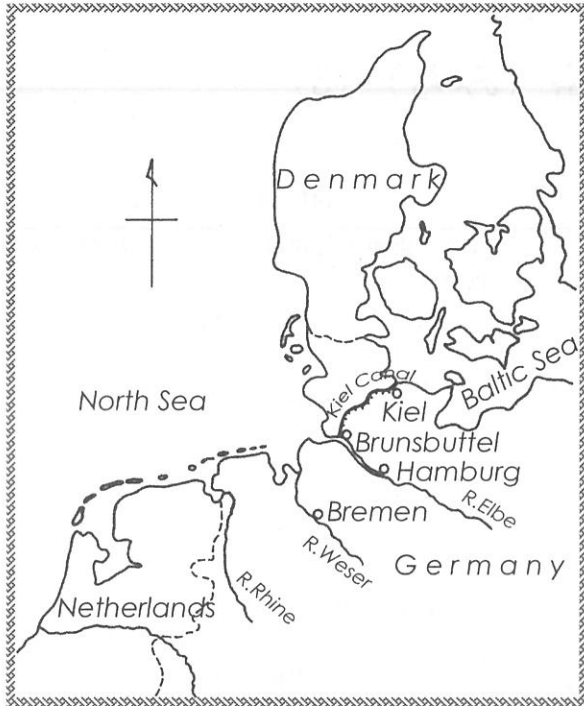 Denmark
North Sea
Kiel Canal
Baltic Sea
Kiel
Brunsbuttel
Hamburg
R.Elbe
Bremen
R.Weser
Germany
R.Rhine
Netherlands